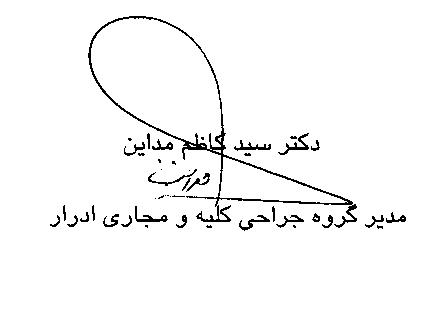 دکتر سید کاظم مداین
مدیر گروه جراحی کلیه و مجاری ادرار